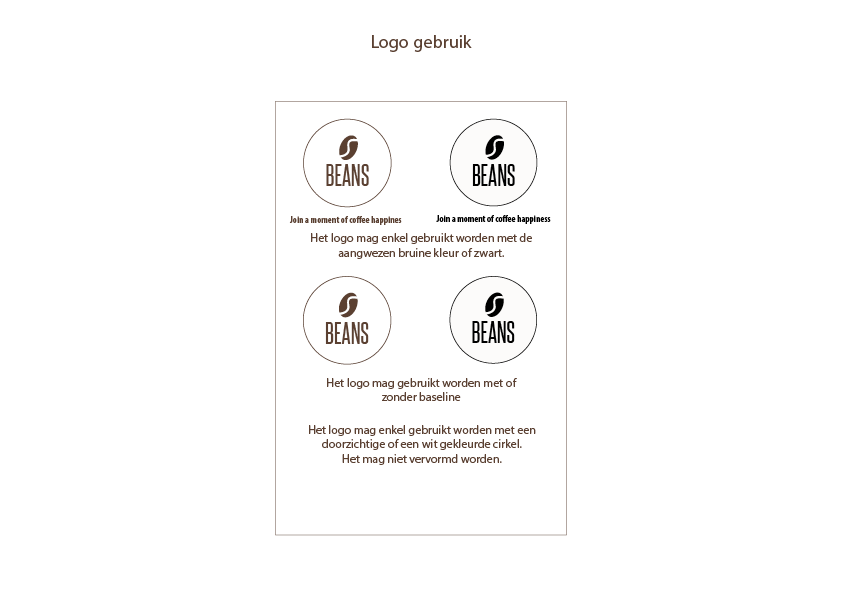 Logo gebruik
BEANS
BEANS
Join a moment of coffee happines
Join a moment of coffee happiness
Het logo mag enkel gebruikt worden met de
aangwezen bruine kleur of zwart.
BEANS
BEANS
Het logo mag gebruikt worden met of
zonder baseline
Het logo mag enkel gebruikt worden met een
doorzichtige of een wit gekleurde cirkel.
Het mag niet vervormd worden.